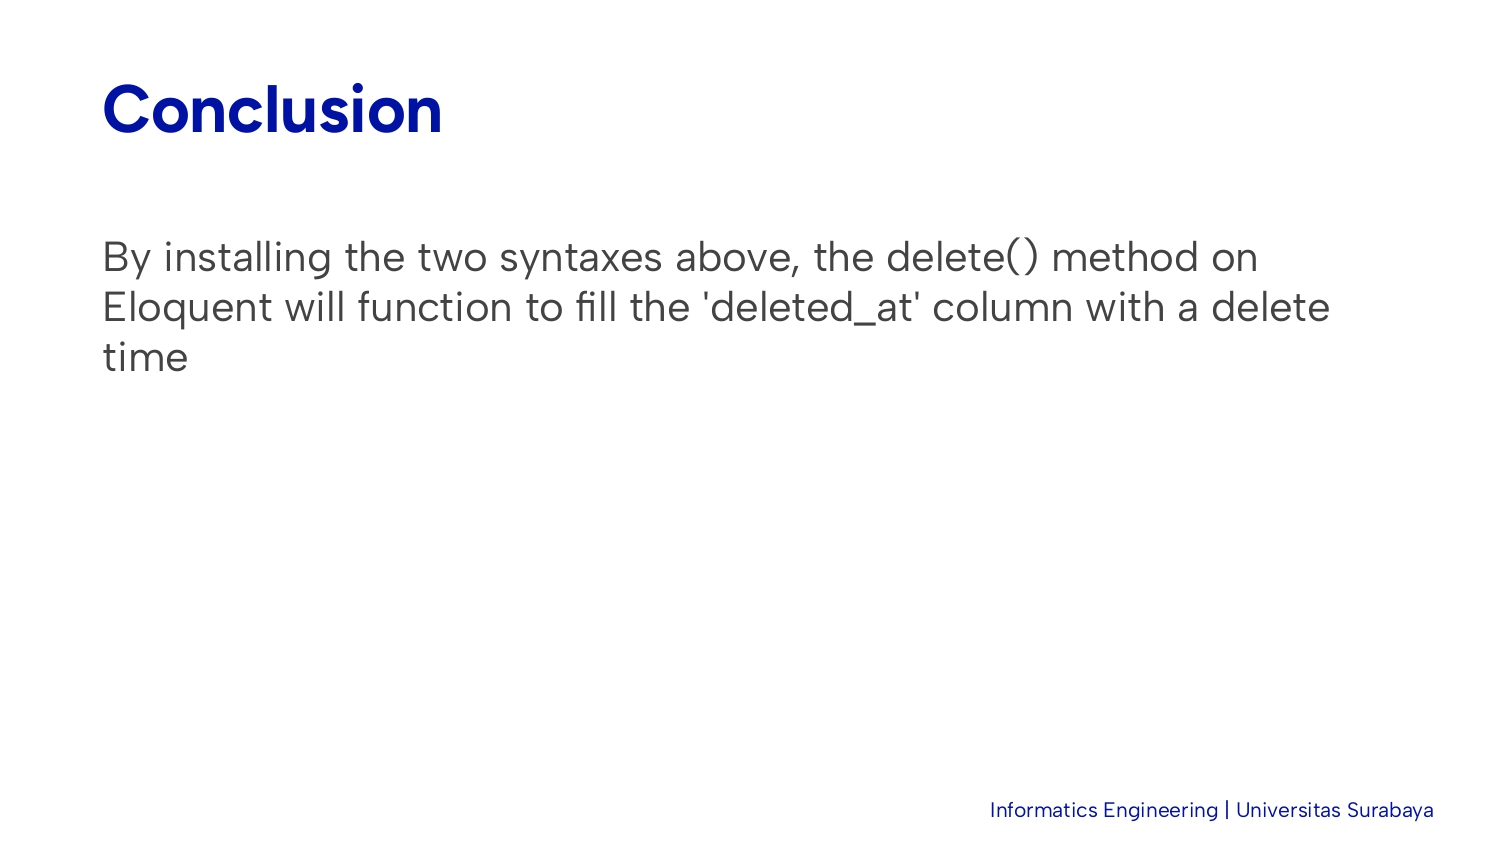 Conclusion
By installing the two syntaxes above, the delete() method on
Eloquent will function to fill the 'deleted_at' column with a delete
time
Informatics Engineering | Universitas Surabaya